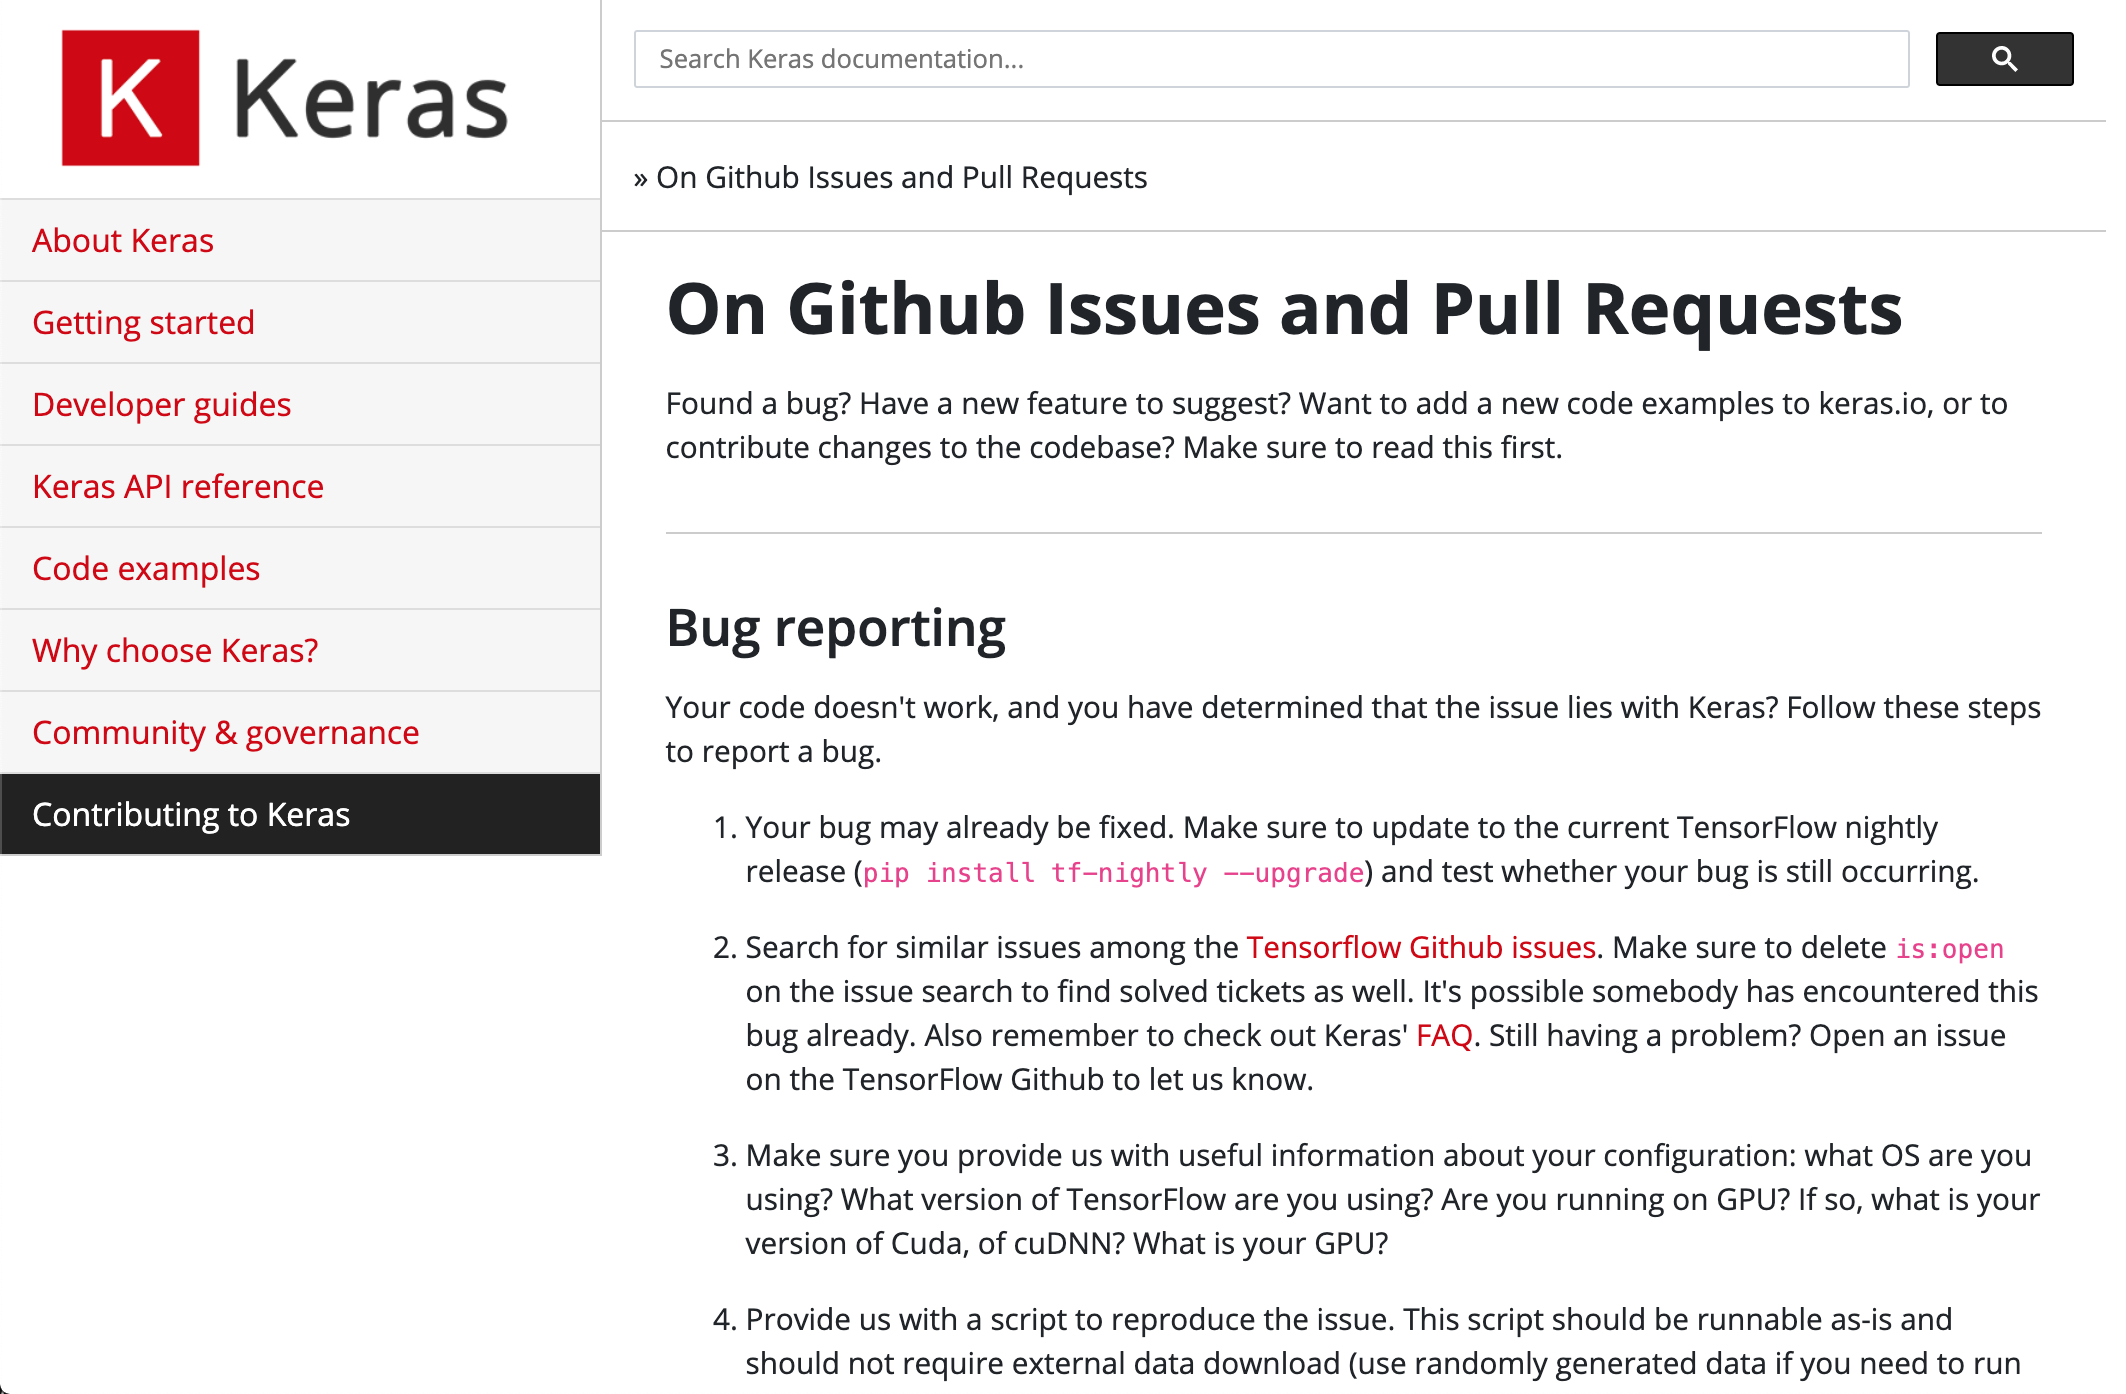 K Keras
About Keras
Getting started
Developer guides
Keras API reference
Code examples
Why choose Keras?
Community & governance
Contributing to Keras
Search Keras documentation...
» On Github Issues and Pull Requests
On Github Issues and Pull Requests
Found a bug? Have a new feature to suggest? Want to add a new code examples to keras.io, or to
contribute changes to the codebase? Make sure to read this first.
Bug reporting
Your code doesn't work, and you have determined that the issue lies with Keras? Follow these steps
to report a bug.
1. Your bug may already be fixed. Make sure to update to the current TensorFlow nightly
release (pip install tf-nightly --upgrade) and test whether your bug is still occurring.
2. Search for similar issues among the Tensorflow Github issues. Make sure to delete is:open
on the issue search to find solved tickets as well. It's possible somebody has encountered this
bug already. Also remember to check out Keras' FAQ. Still having a problem? Open an issue
on the TensorFlow Github to let us know.
3. Make sure you provide us with useful information about your configuration: what OS are you
using? What version of TensorFlow are you using? Are you running on GPU? If so, what is your
version of Cuda, of cuDNN? What is your GPU?
4. Provide us with a script to reproduce the issue. This script should be runnable as-is and
should not require external data download (use randomly generated data if you need to run